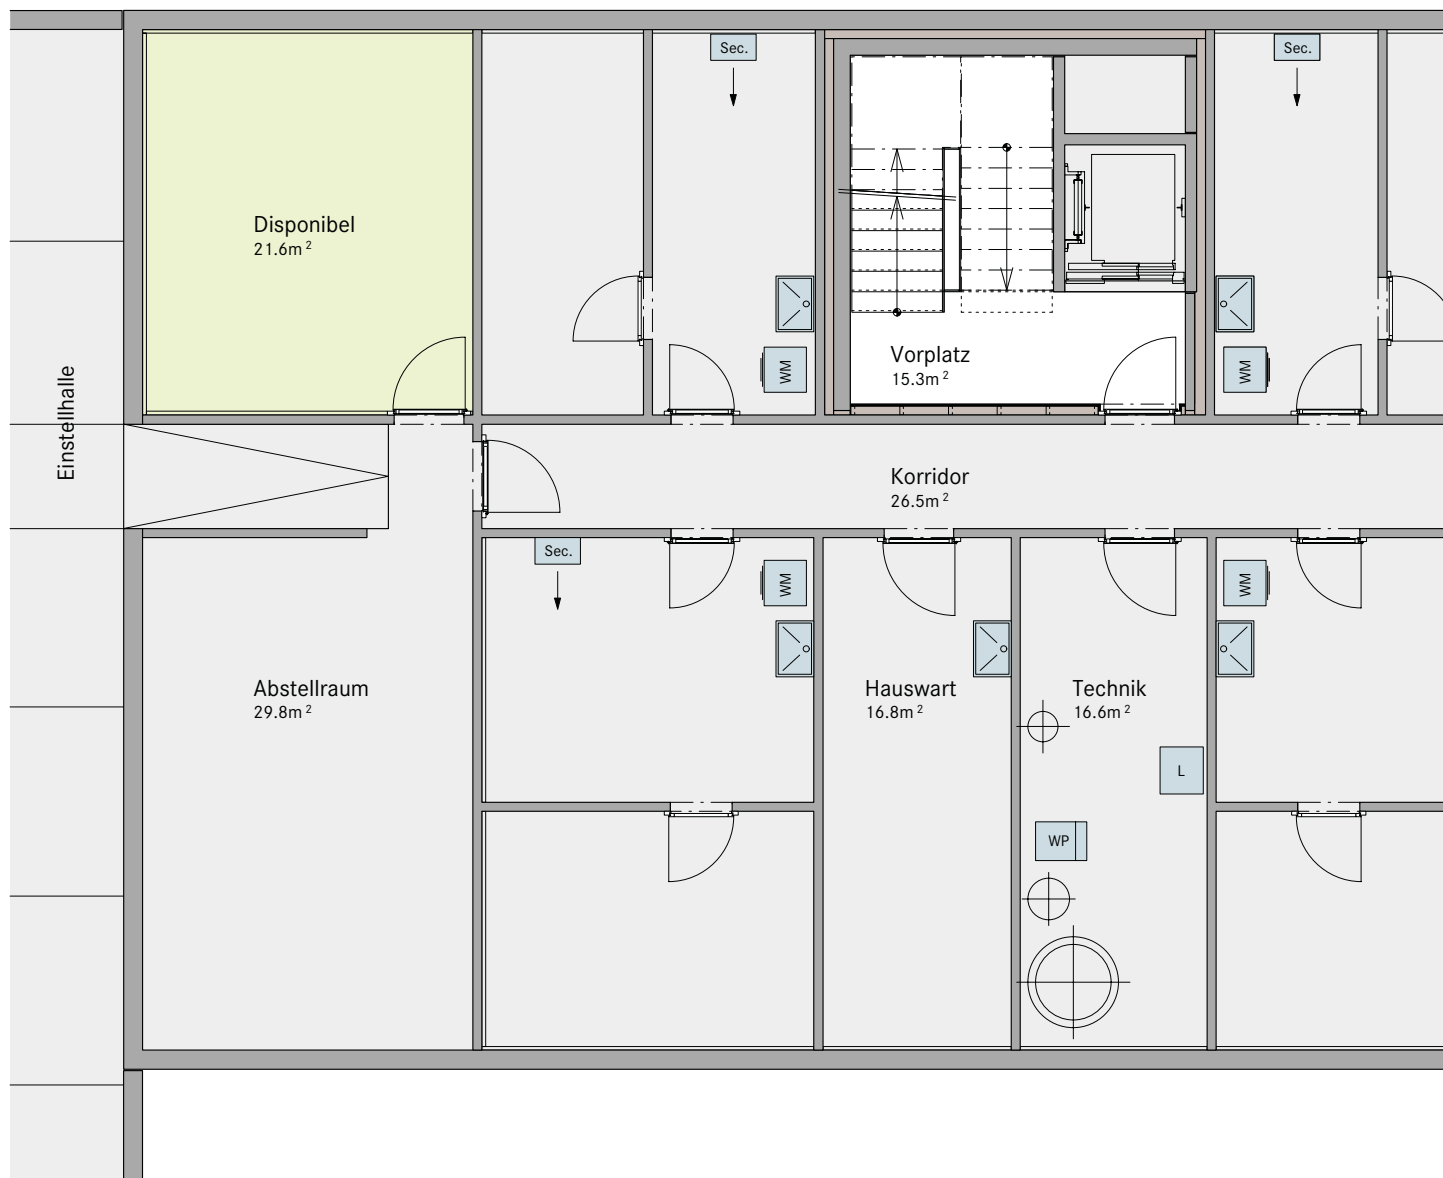 Sec.
Sec.
Disponibel
21.6m²
Vorplatz
15.3m²
WM
WM
Einstellhalle
Korridor
26.5m²
Sec.
WM
WM
Abstellraum
29.8m²
Hauswart
16.8m²
Technik
16.6m²
L
WP